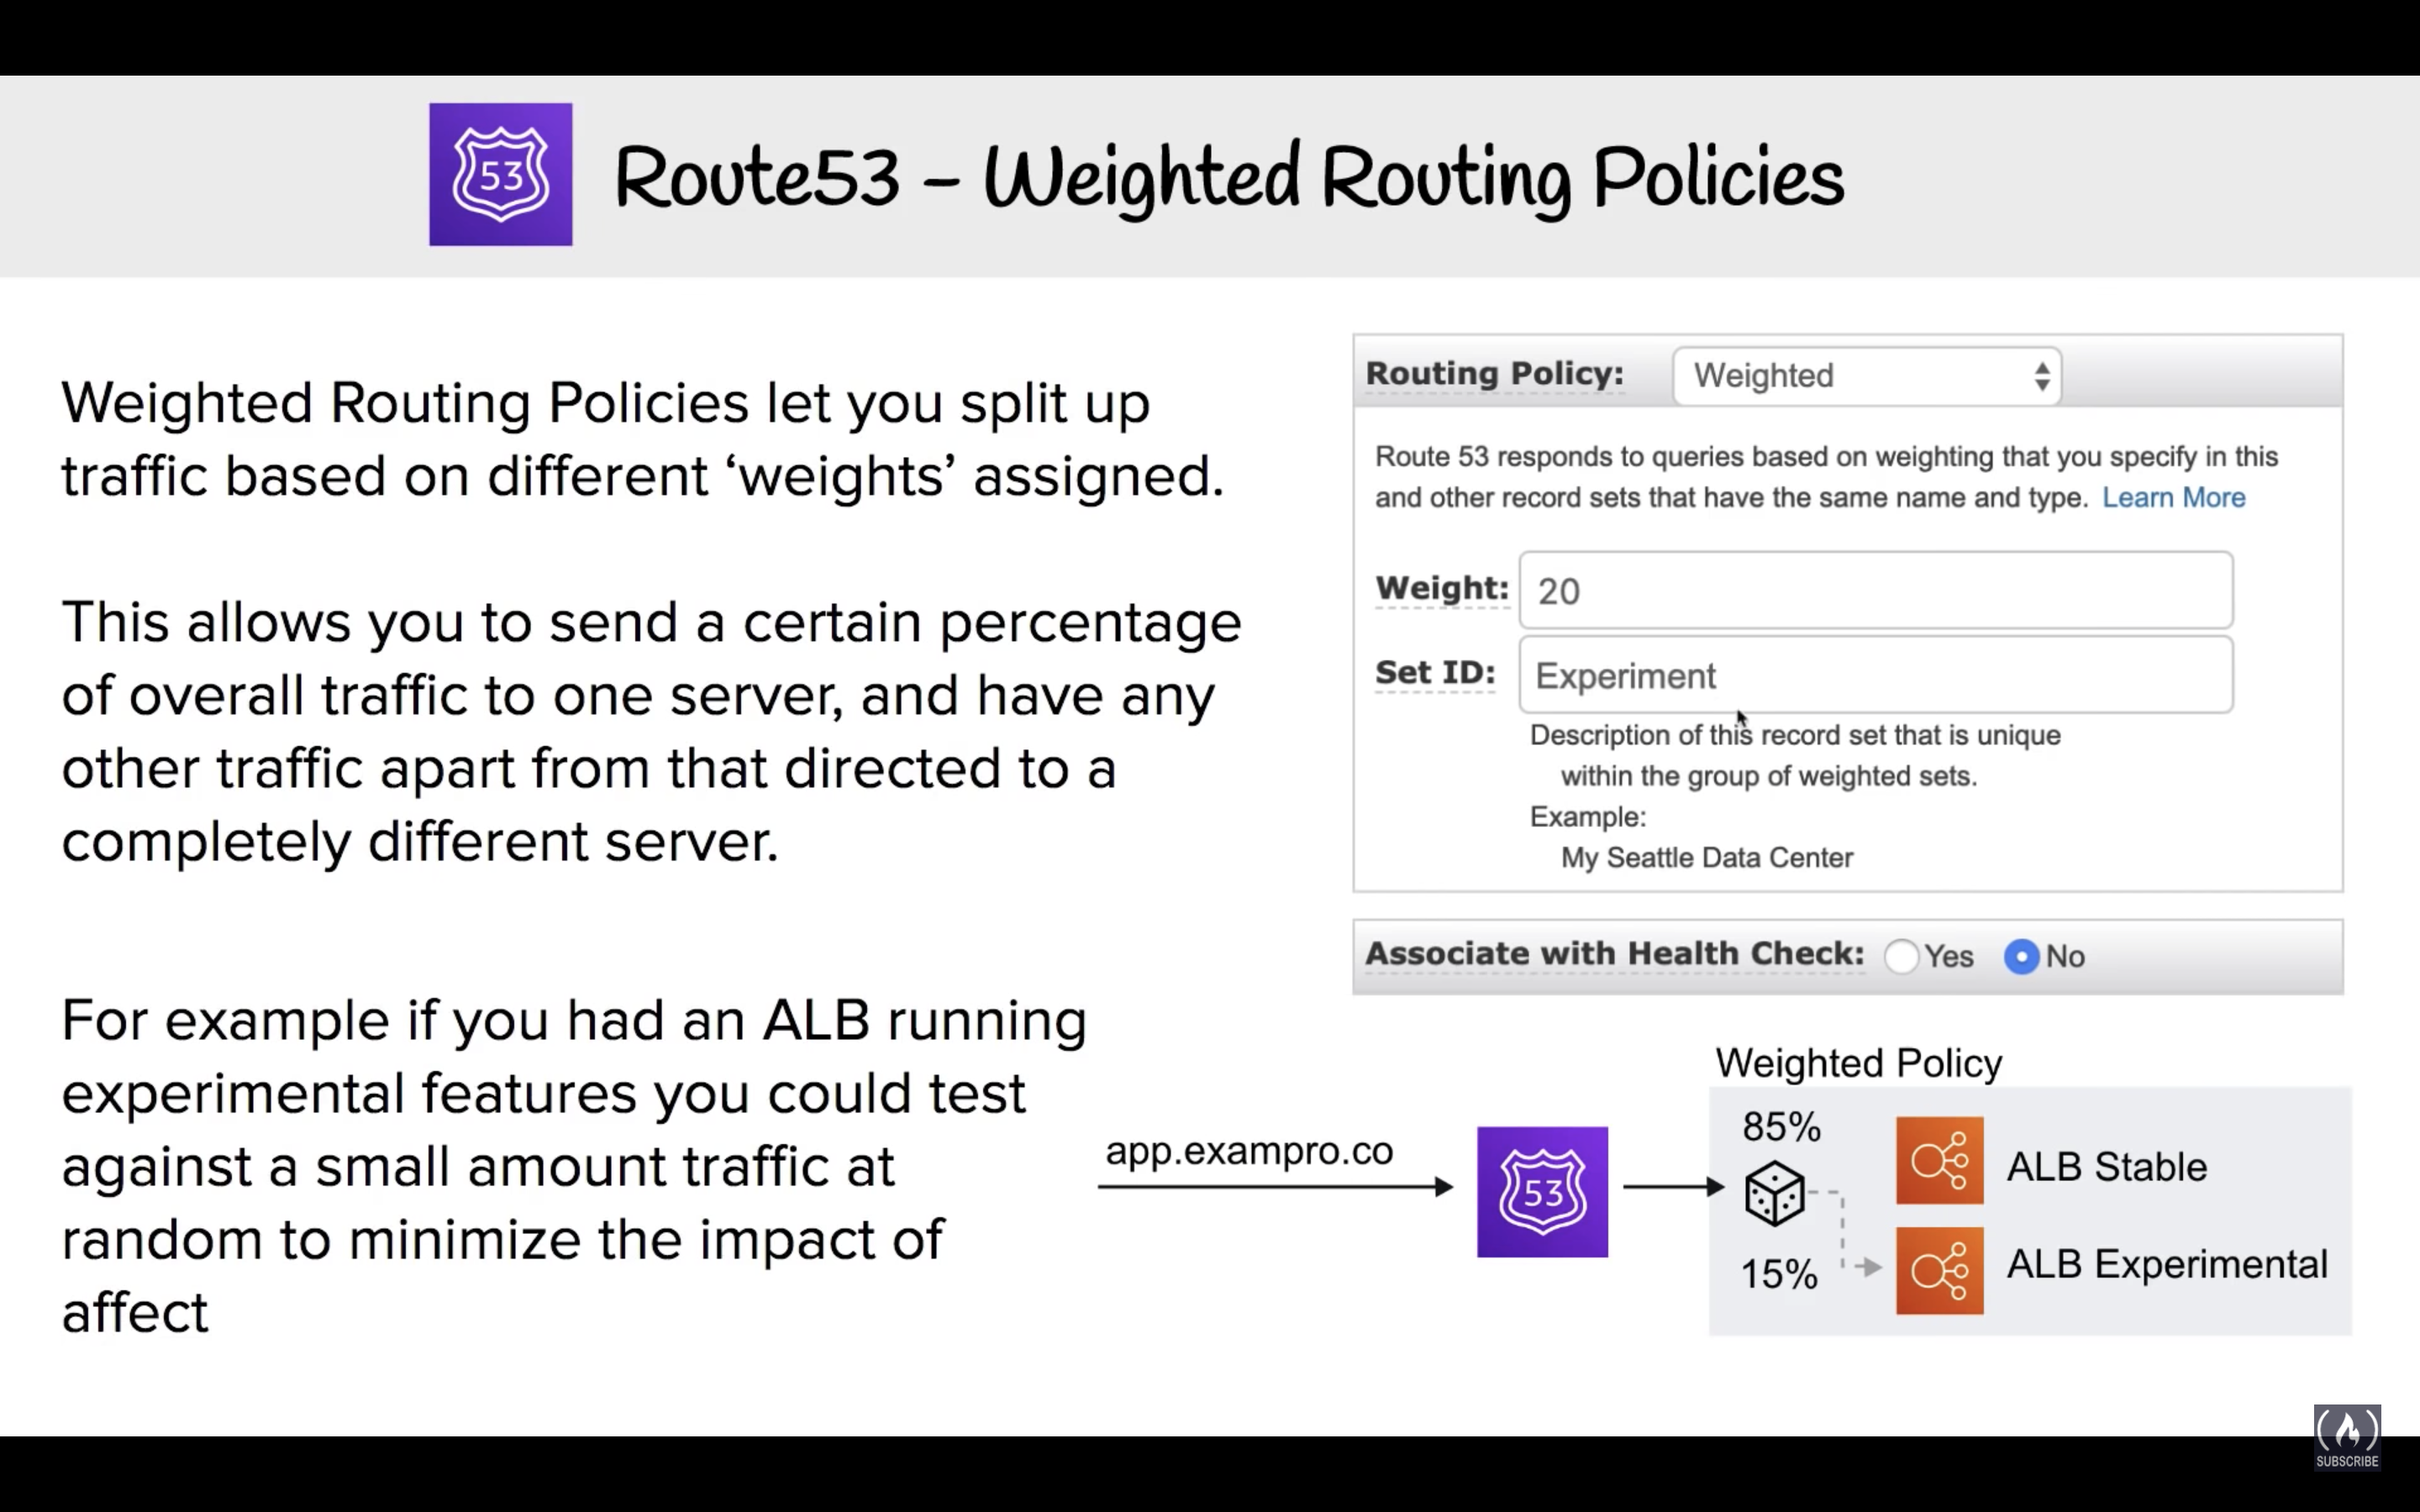 53
Route53 – Weighted Routing Policies
Weighted Routing Policies let you split up
traffic based on different ‘weights’ assigned.
This allows you to send a certain percentage
of overall traffic to one server, and have any
other traffic apart from that directed to a
completely different server.
For example if you had an ALB running
experimental features you could test
against a small amount traffic at
random to minimize the impact of
affect
Routing Policy: Weighted
Route 53 responds to queries based on weighting that you specify in this
and other record sets that have the same name and type. Learn More
Weight: 20
Set ID: Experiment
Description of this record set that is unique
within the group of weighted sets.
Example:
My Seattle Data Center
Associate with Health Check: Yes No
app.exampro.co
53
Weighted Policy
85%
ALB Stable
15%
ALB Experimental
SUBSCRIBE